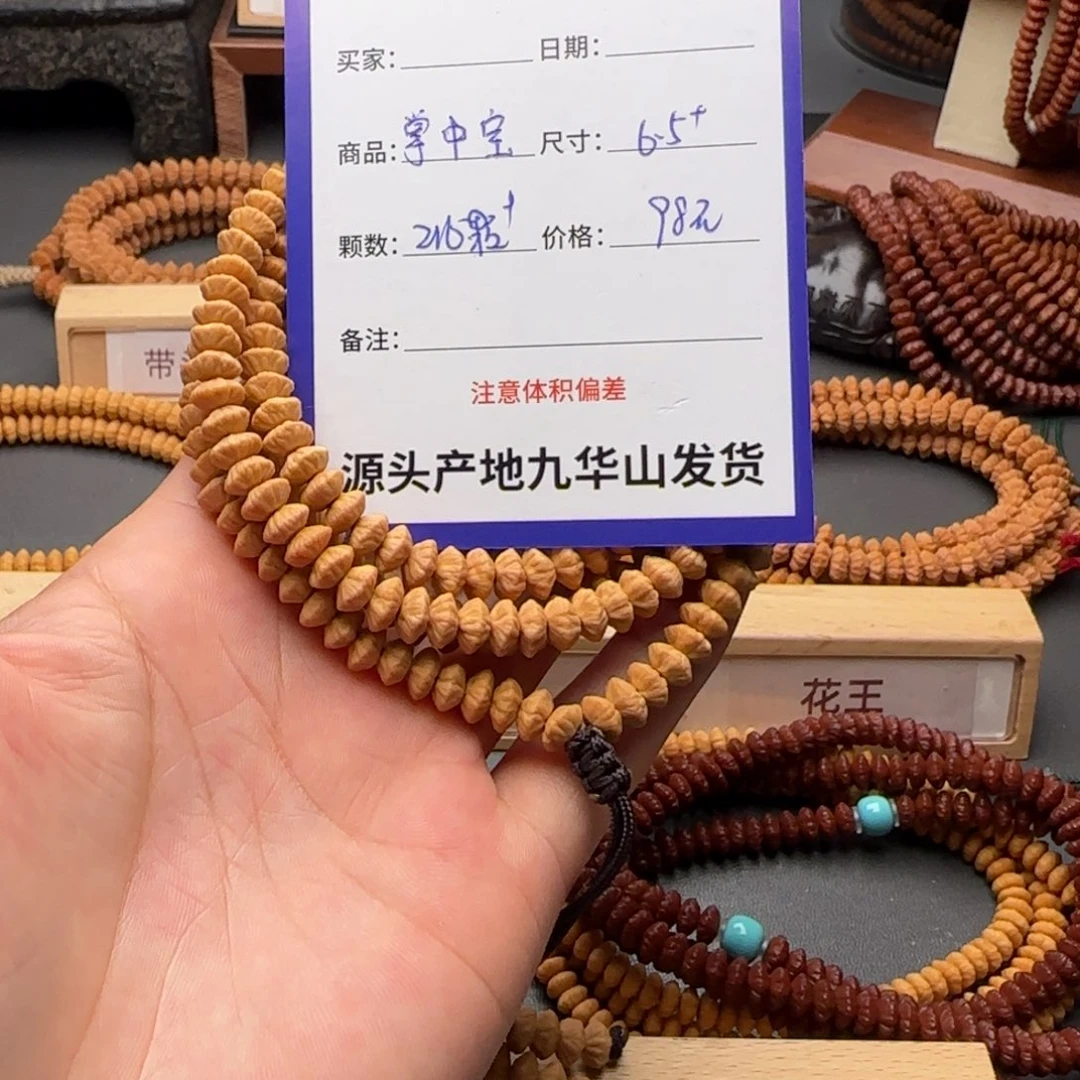 买家： 日期：
商品：掌中宝 尺寸：6.5+
颗数：216颗+ 价格：98元
备注：
注意体积偏差
源头产地九华山发货
带
花王